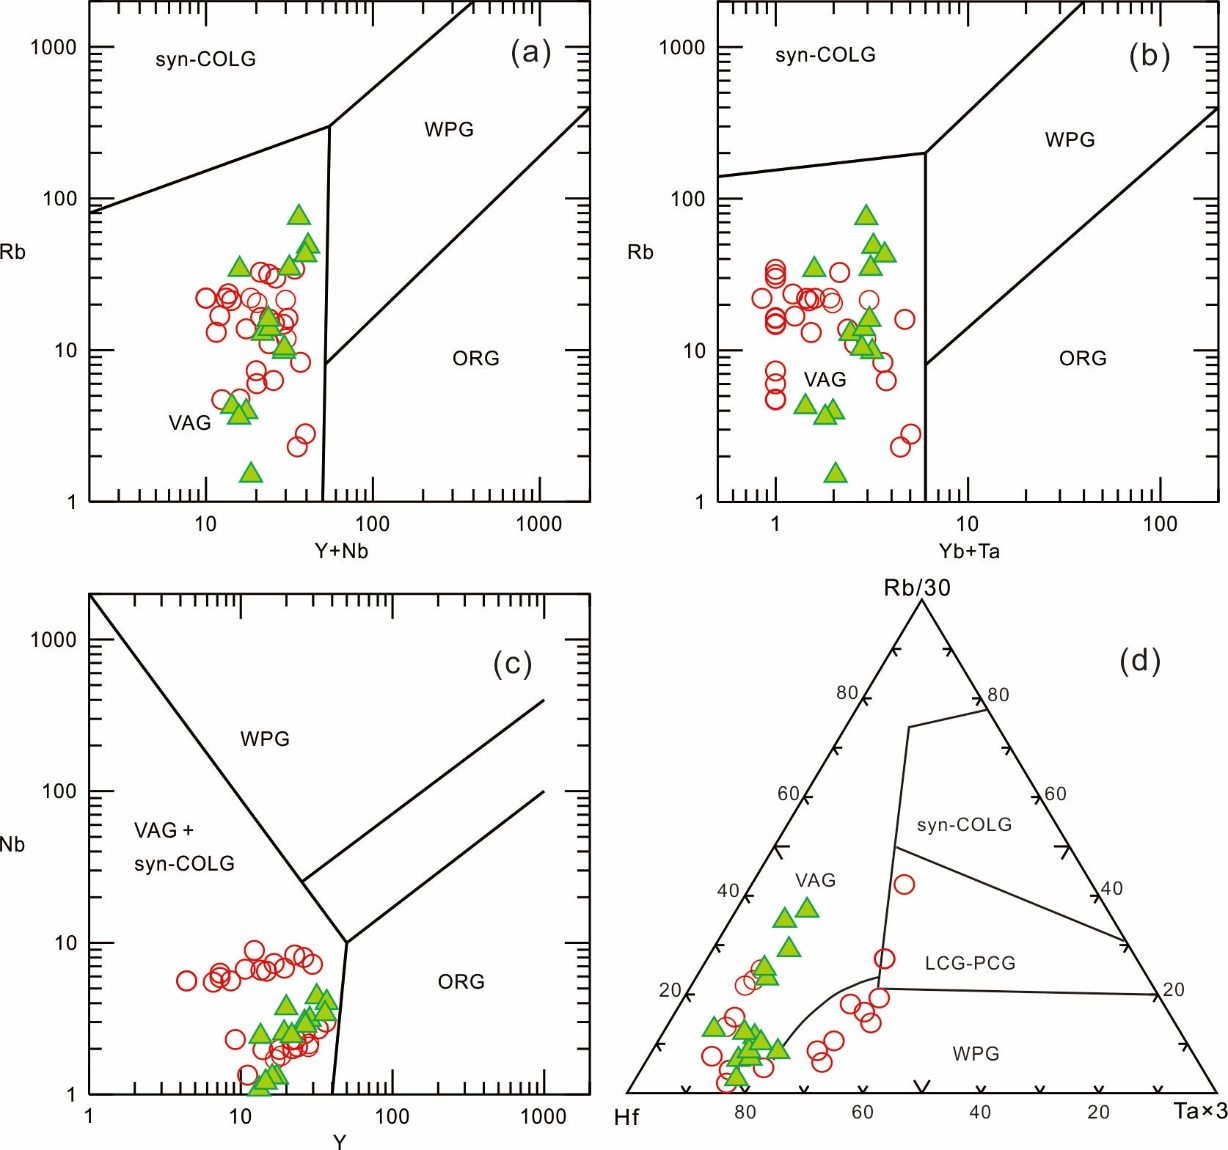 (a)
1000
syn-COLG
WPG
100
Rb
10
ORG
VAG
1
10
100
1000
Y+Nb
(b)
1000
syn-COLG
WPG
100
Rb
10
ORG
VAG
1
1
10
100
Yb+Ta
(c)
1000
WPG
100
VAG +
syn-COLG
Nb
10
ORG
1
1
10
100
1000
Y
Rb/30
(d)
80
80
60
60
syn-COLG
VAG
40
40
LCG-PCG
20
20
WPG
Hf
80
60
40
20
Ta×3